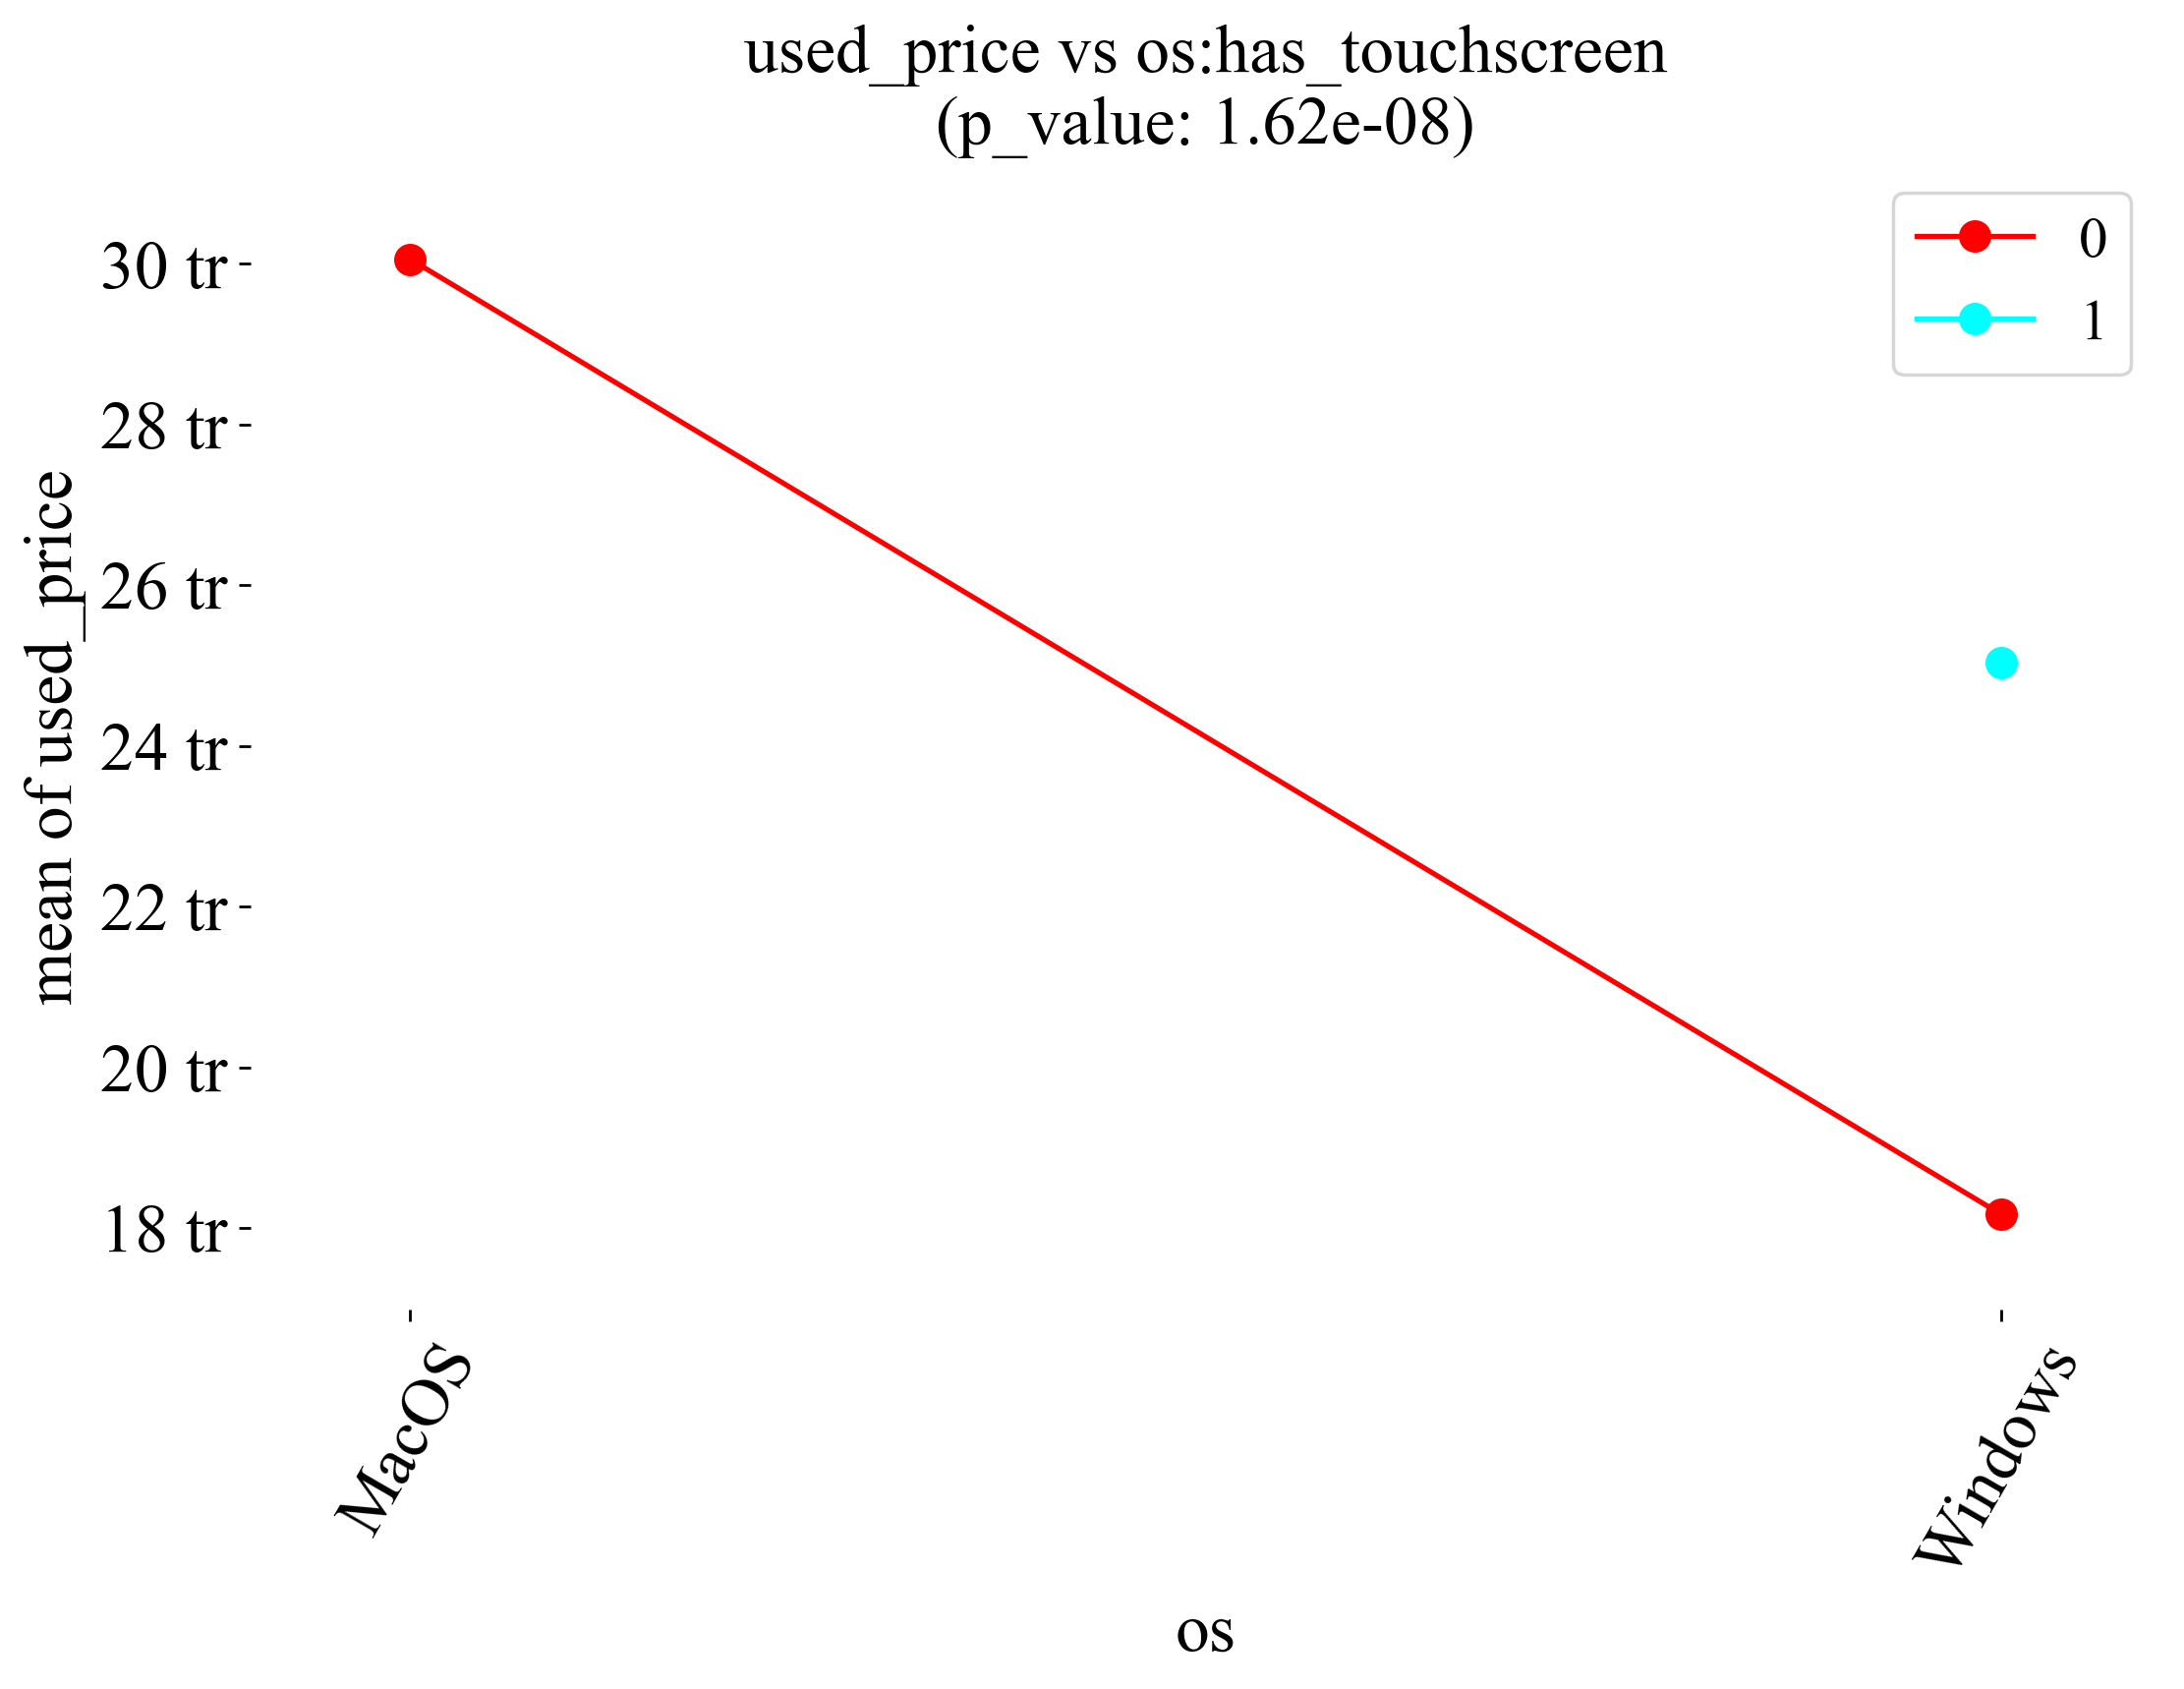 used_price vs os:has_touchscreen
(p_value: 1.62e-08)
0
1
mean of used_price
30 tr
28 tr
26 tr
24 tr
22 tr
20 tr
18 tr
MacOS
Windows
os